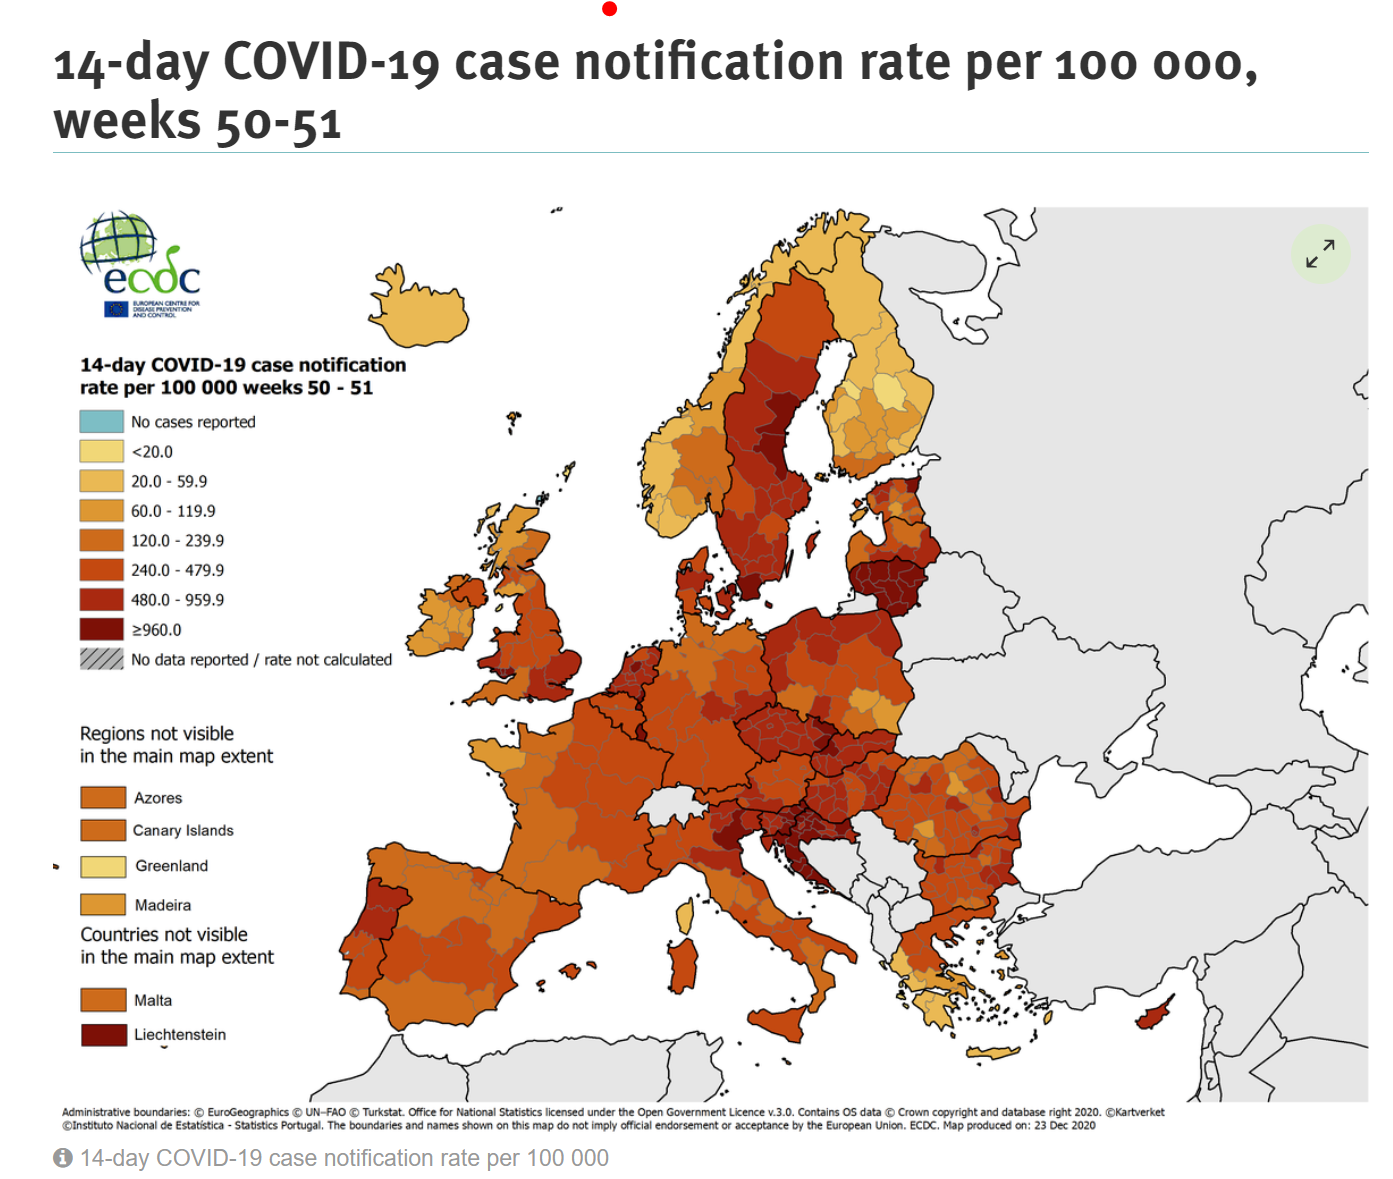 14-day COVID-19 case notification rate per 100 000,
weeks 50-51
ecdc
EUROPEAN CENTRE FOR
DISEASE PREVENTION
AND CONTROL
14-day COVID-19 case notification
rate per 100 000 weeks 50 - 51
No cases reported
<20.0
20.0 - 59.9
60.0 - 119.9
120.0 - 239.9
240.0 - 479.9
480.0 - 959.9
≥960.0
No data reported / rate not calculated
Regions not visible
in the main map extent
Azores
Canary Islands
Greenland
Madeira
Countries not visible
in the main map extent
Malta
Liechtenstein
Administrative boundaries: © EuroGeographics © UN–FAO © Turkstat. Office for National Statistics licensed under the Open Government Licence v.3.0. Contains OS data © Crown copyright and database right 2020. ©Kartverket
©Instituto Nacional de Estatística - Statistics Portugal. The boundaries and names shown on this map do not imply official endorsement or acceptance by the European Union. ECDC. Map produced on: 23 Dec 2020
14-day COVID-19 case notification rate per 100 000